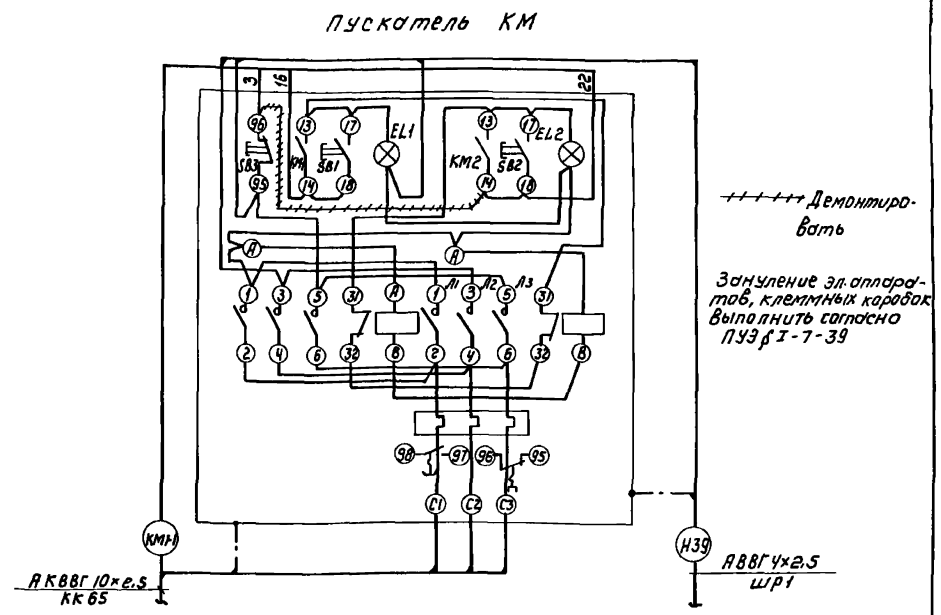 Пускатель КМ
3
16
22
96
13
17
EL1
13
17
EL2
SB3
КМ1
SB1
КМ2
SB2
95
14
18
14
18
Демонтиро-
вать
А
А
Зануление эл. аппара-
тов, клеммных коробок
выполнить согласно
ПУЭ § I-7-39
1
3
5
31
А
1
Л1
3
Л2
5
Л3
31
2
4
6
32
В
2
4
6
32
В
98
97
96
95
С1
С2
С3
КМ1
Н39
АКВВГ 10×2,5
КК 65
АВВГ 4×2.5
ШР1